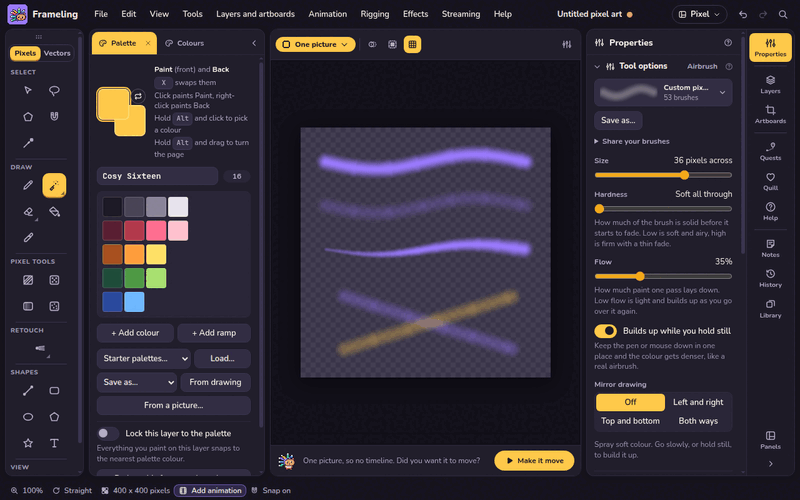 Frameling File Edit View Tools Layers and artboards Animation Rigging Effects Streaming Help Untitled pixel art Pixel
Pixels Vectors
SELECT
DRAW
PIXEL TOOLS
RETOUCH
SHAPES
VIEW
Palette Colours
Paint (front) and Back
X swaps them
Click paints Paint, right-
click paints Back
Hold Alt and click to pick
a colour
Hold Alt and drag to turn
the page
Cosy Sixteen 16
+ Add colour + Add ramp
Starter palettes... Load...
Save as... From drawing
From a picture...
Lock this layer to the palette
Everything you paint on this layer snaps to
the nearest palette colour.
One picture
One picture, so no timeline. Did you want it to move? Make it move
Properties
Tool options Airbrush
Custom pix...
53 brushes
Save as...
Share your brushes
Size 36 pixels across
Hardness Soft all through
How much of the brush is solid before it
starts to fade. Low is soft and airy, high
is firm with a thin fade.
Flow 35%
How much paint one pass lays down.
Low flow is light and builds up as you go
over it again.
Builds up while you hold still
Keep the pen or mouse down in one
place and the colour gets denser, like a
real airbrush.
Mirror drawing
Off Left and right
Top and bottom Both ways
Spray soft colour. Go slowly, or hold still,
to build it up.
Properties
Layers
Artboards
Quests
Quill
Help
Notes
History
Library
Panels
100% Straight 400 x 400 pixels Add animation Snap on